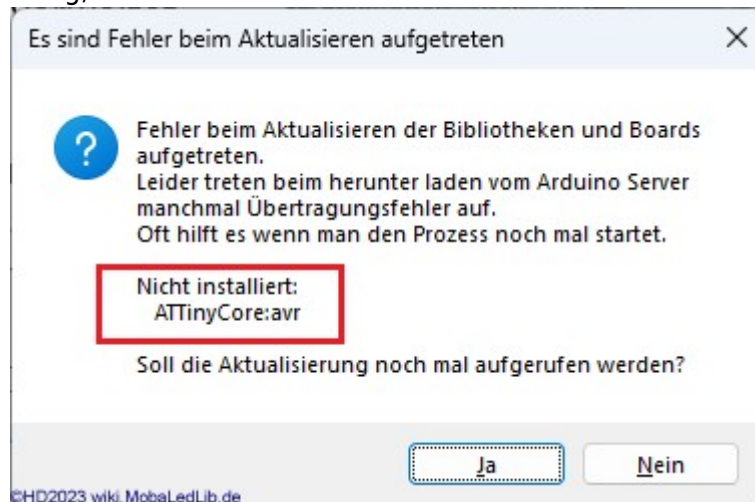 Es sind Fehler beim Aktualisieren aufgetreten
Fehler beim Aktualisieren der Bibliotheken und Boards
aufgetreten.
Leider treten beim herunter laden vom Arduino Server
manchmal Übertragungsfehler auf.
Oft hilft es wenn man den Prozess noch mal startet.
Nicht installiert:
ATTinyCore:avr
Soll die Aktualisierung noch mal aufgerufen werden?
Ja
Nein
©HD2023 wiki.MobaLedLib.de